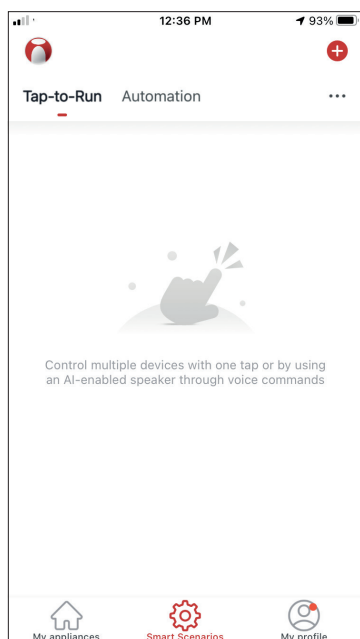 12:36 PM
93%
Tap-to-Run
Automation
Control multiple devices with one tap or by using
an AI-enabled speaker through voice commands
My appliances
Smart Scenarios
My profile